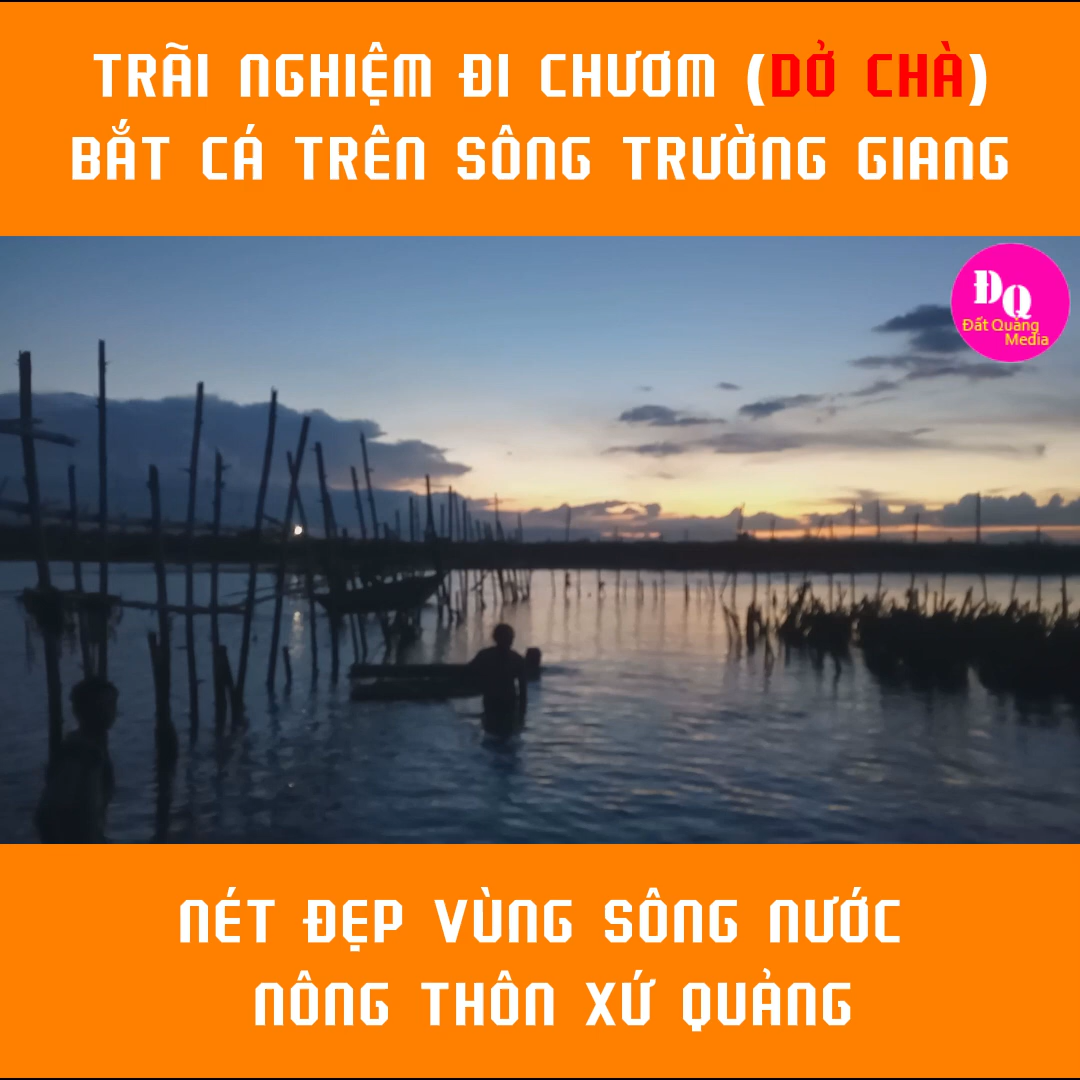 TRÃI NGHIỆM ĐI CHƯƠM (DỞ CHÀ)
BẮT CÁ TRÊN SÔNG TRƯỜNG GIANG
ĐQ
Đất Quảng
Media
NÉT ĐẸP VÙNG SÔNG NƯỚC
NÔNG THÔN XỨ QUẢNG